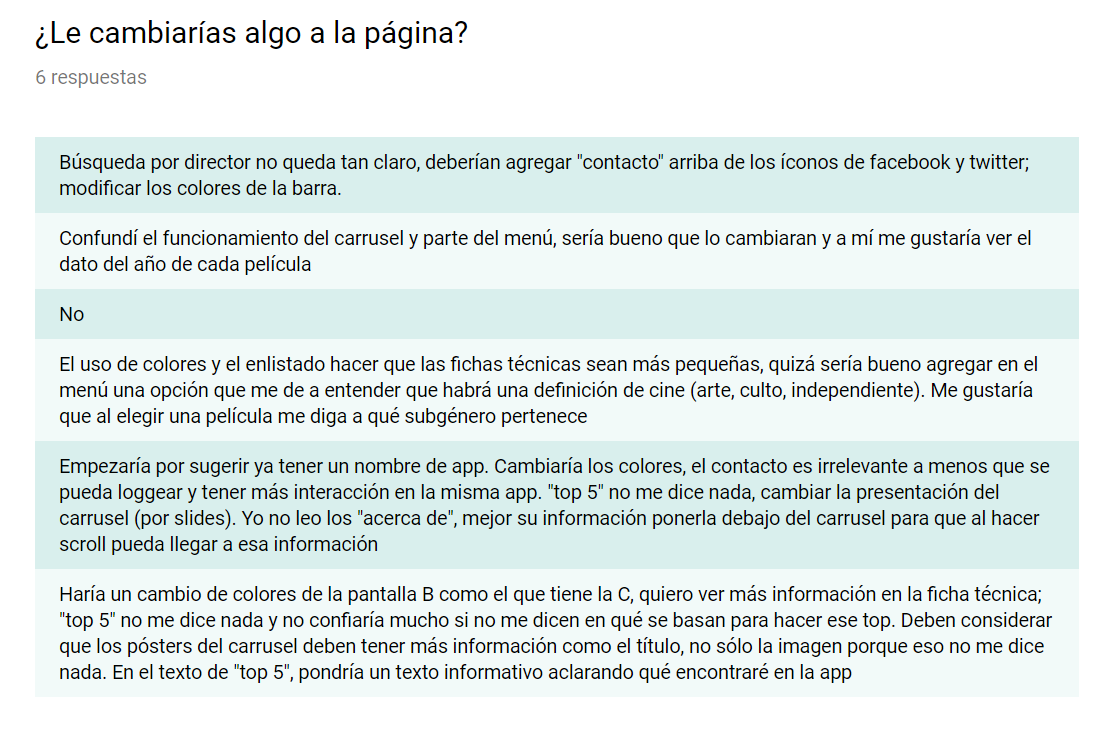 ¿Le cambiarías algo a la página?
6 respuestas
Búsqueda por director no queda tan claro, deberían agregar "contacto" arriba de los íconos de facebook y twitter;
modificar los colores de la barra.
Confundí el funcionamiento del carrusel y parte del menú, sería bueno que lo cambiaran y a mí me gustaría ver el
dato del año de cada película
No
El uso de colores y el enlistado hacer que las fichas técnicas sean más pequeñas, quizá sería bueno agregar en el
menú una opción que me de a entender que habrá una definición de cine (arte, culto, independiente). Me gustaría
que al elegir una película me diga a qué subgénero pertenece
Empezaría por sugerir ya tener un nombre de app. Cambiaría los colores, el contacto es irrelevante a menos que se
pueda loggear y tener más interacción en la misma app. "top 5" no me dice nada, cambiar la presentación del
carrusel (por slides). Yo no leo los "acerca de", mejor su información ponerla debajo del carrusel para que al hacer
scroll pueda llegar a esa información
Haría un cambio de colores de la pantalla B como el que tiene la C, quiero ver más información en la ficha técnica;
"top 5" no me dice nada y no confiaría mucho si no me dicen en qué se basan para hacer ese top. Deben considerar
que los pósters del carrusel deben tener más información como el título, no sólo la imagen porque eso no me dice
nada. En el texto de "top 5", pondría un texto informativo aclarando qué encontraré en la app